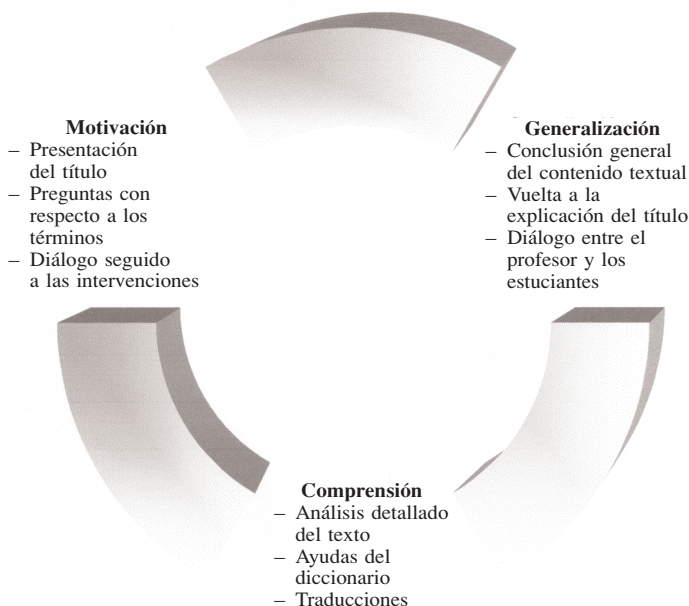 Motivación
– Presentación
del título
– Preguntas con
respecto a los
términos
– Diálogo seguido
a las intervenciones
Generalización
– Conclusión general
del contenido textual
– Vuelta a la
explicación del título
– Diálogo entre el
profesor y los
estuciantes
Comprensión
– Análisis detallado
del texto
– Ayudas del
diccionario
– Traducciones